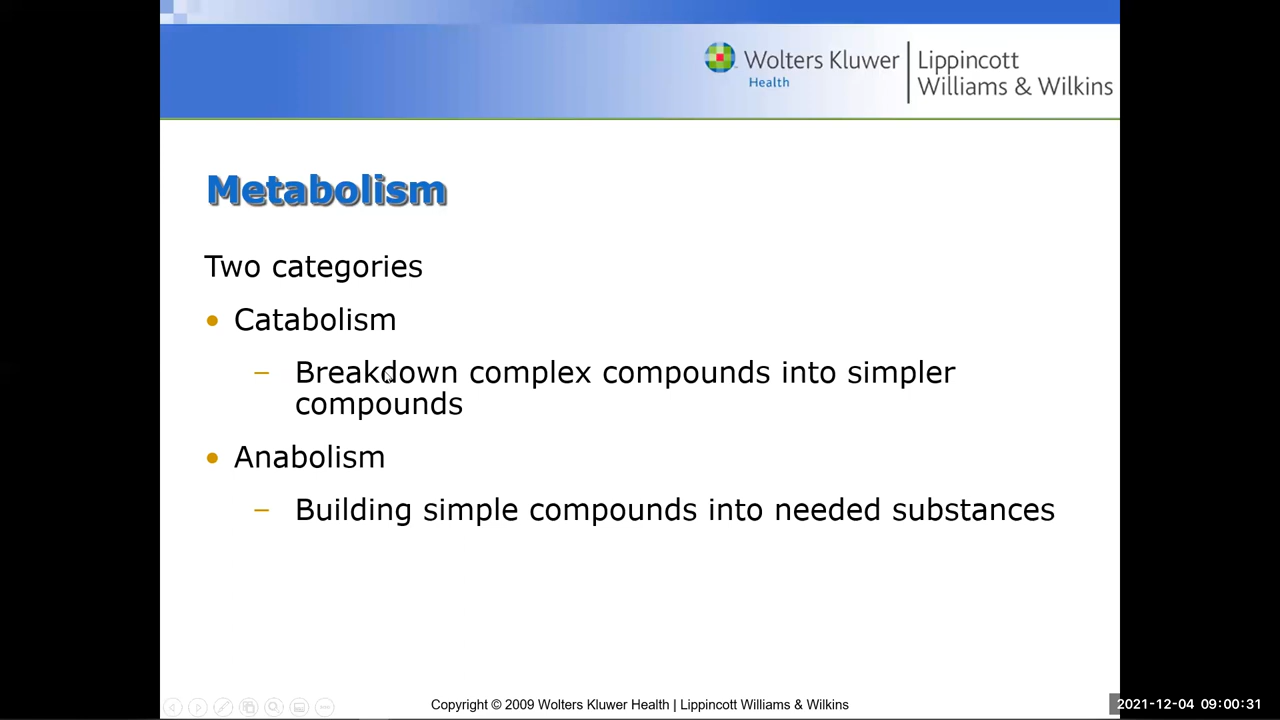 Wolters Kluwer
Health
Lippincott
Williams & Wilkins
Metabolism
Two categories
• Catabolism
– Breakdown complex compounds into simpler
compounds
• Anabolism
– Building simple compounds into needed substances
Copyright © 2009 Wolters Kluwer Health | Lippincott Williams & Wilkins
2021-12-04 09:00:31